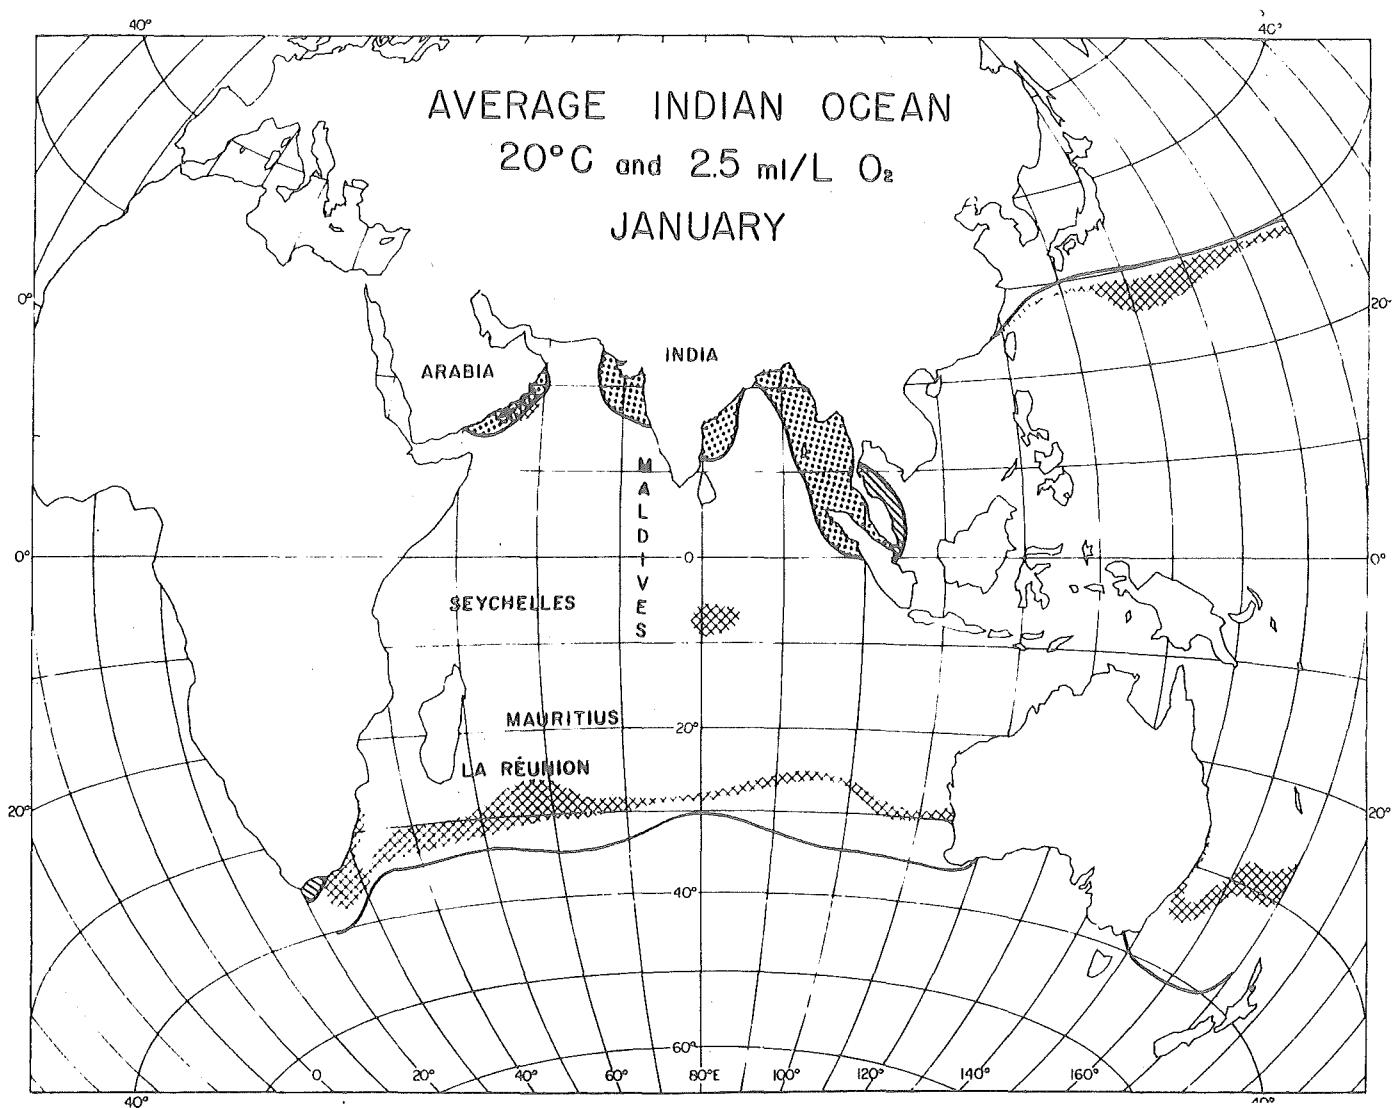 40°
40°
AVERAGE INDIAN OCEAN
20°C and 2.5 ml/L O₂
JANUARY
0°
20°
INDIA
ARABIA
MALDIVES
0°
0
0°
SEYCHELLES
20°
MAURITIUS
LA RÉUNION
20°
20°
40°
60°
0
20°
40°
60°
80°E
100°
120°
140°
160°
40°
40°